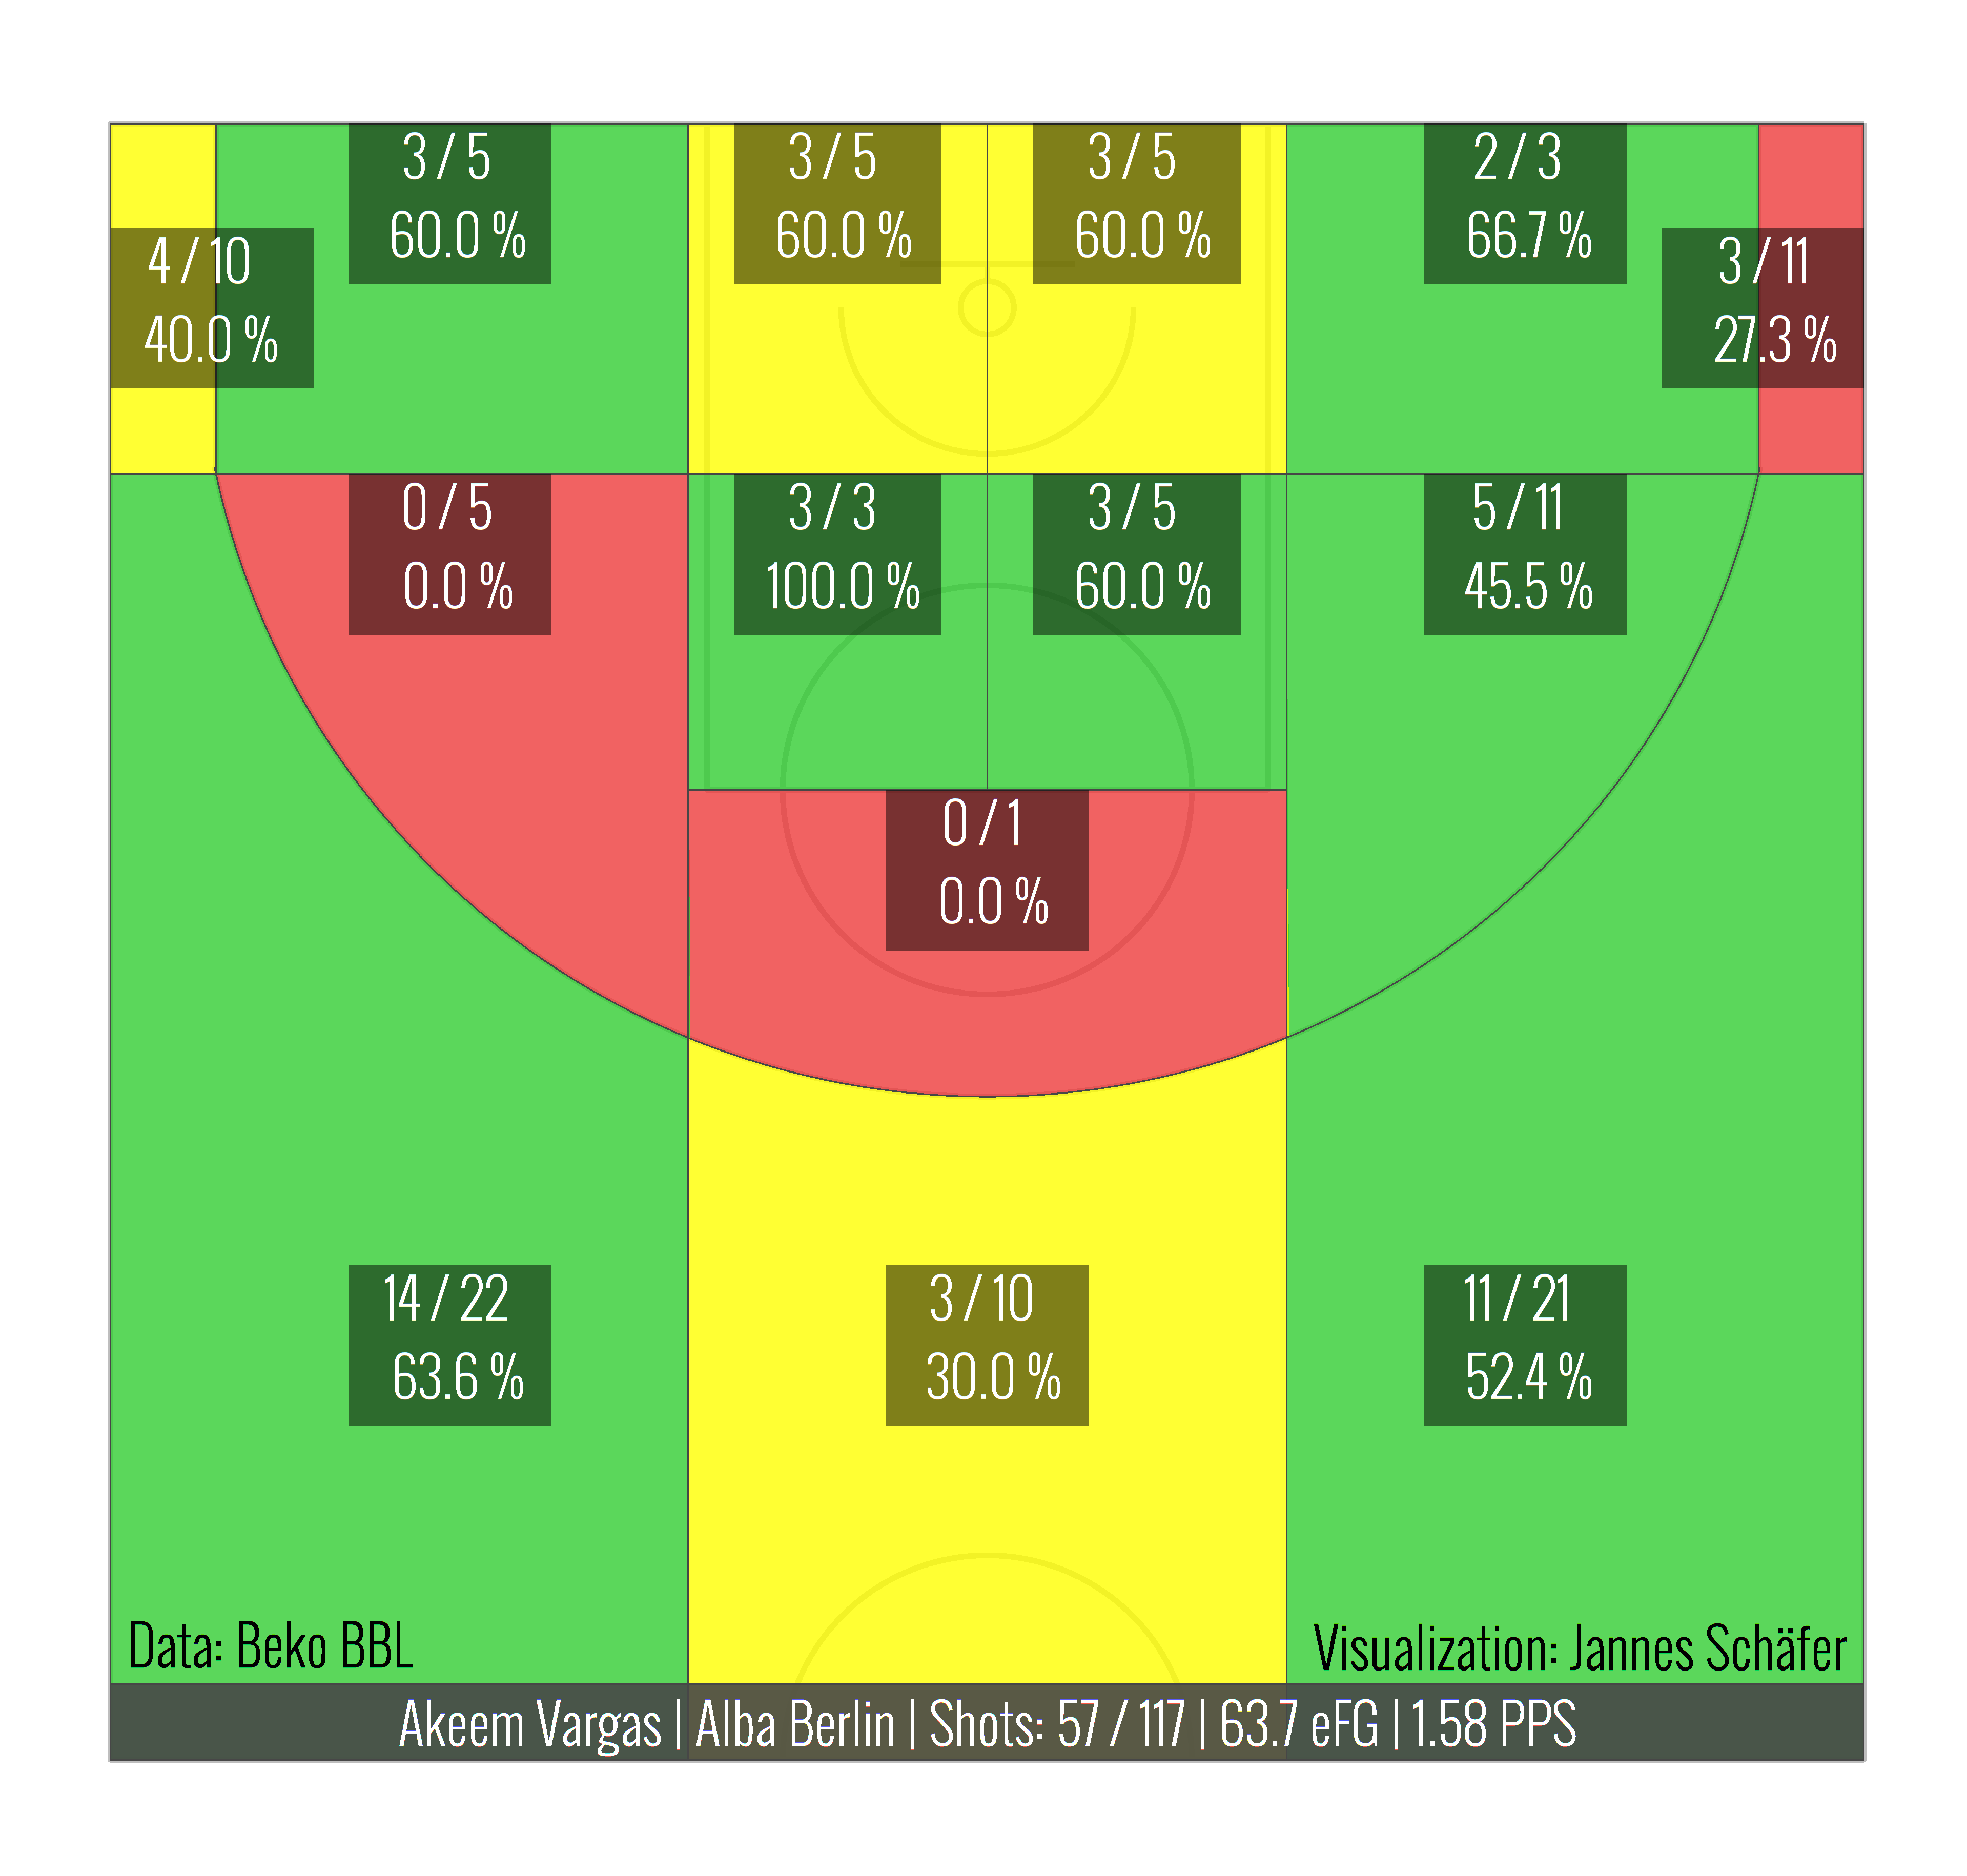 3 / 5
60.0 %
3 / 5
60.0 %
3 / 5
60.0 %
2 / 3
66.7 %
4 / 10
40.0 %
3 / 11
27.3 %
0 / 5
0.0 %
3 / 3
100.0 %
3 / 5
60.0 %
5 / 11
45.5 %
0 / 1
0.0 %
14 / 22
63.6 %
3 / 10
30.0 %
11 / 21
52.4 %
Data: Beko BBL
Visualization: Jannes Schäfer
Akeem Vargas | Alba Berlin | Shots: 57 / 117 | 63.7 eFG | 1.58 PPS